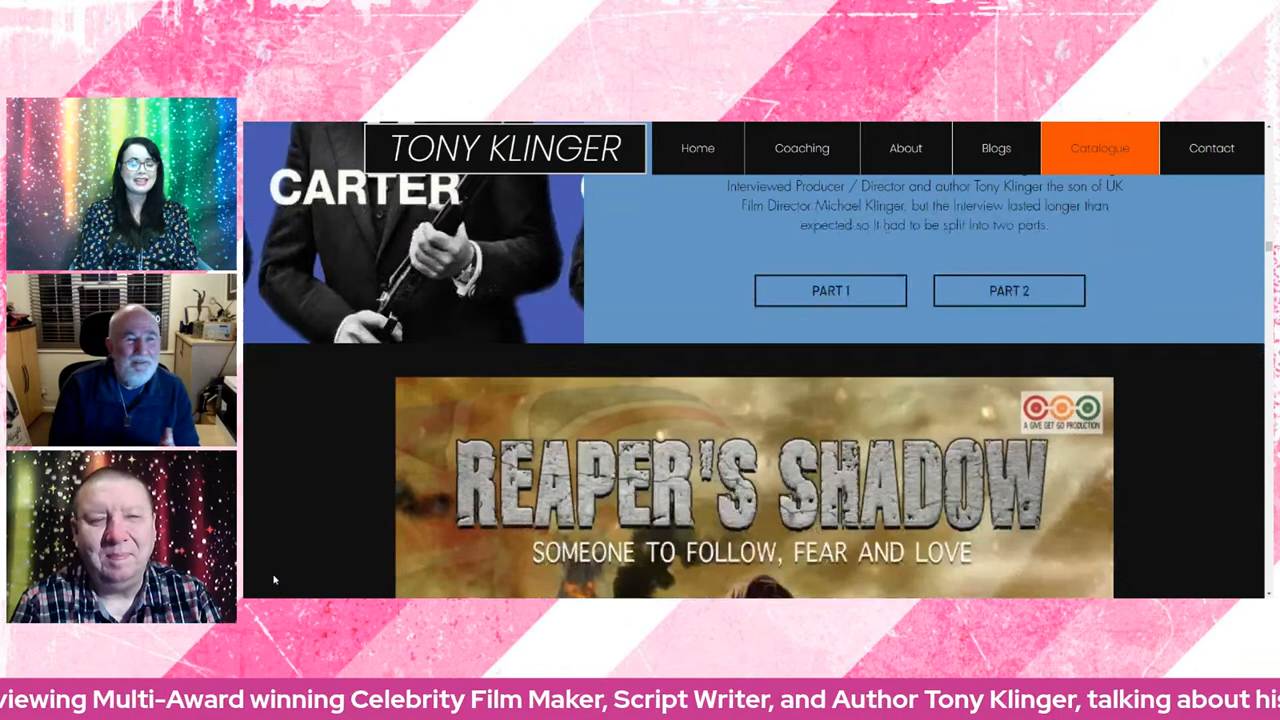 TONY KLINGER
Home
Coaching
About
Blogs
Catalogue
Contact
CARTER
Interviewed Producer / Director and author Tony Klinger the son of UK
Film Director Michael Klinger, but the Interview lasted longer than
expected so It had to be split Into two parts.
PART 1
PART 2
A GIVE GET GO PRODUCTION
REAPER'S SHADOW
SOMEONE TO FOLLOW, FEAR AND LOVE
viewing Multi-Award winning Celebrity Film Maker, Script Writer, and Author Tony Klinger, talking about his